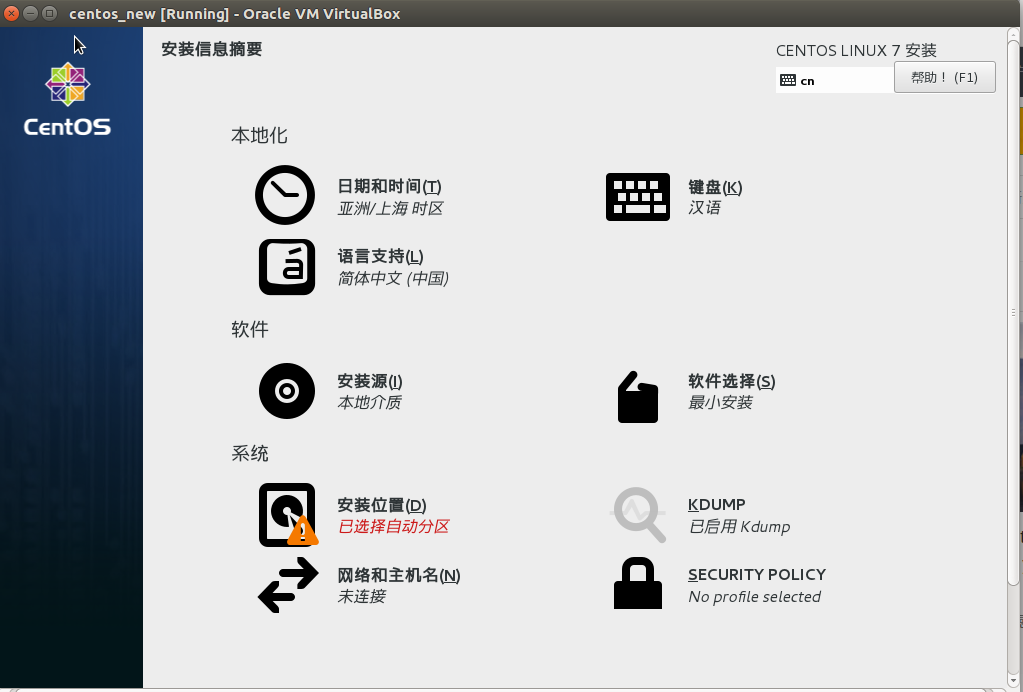 centos_new [Running] - Oracle VM VirtualBox
CentOS
安装信息摘要
CENTOS LINUX 7 安装
cn
帮助！ (F1)
本地化
日期和时间(T)
亚洲/上海 时区
键盘(K)
汉语
语言支持(L)
简体中文 (中国)
软件
安装源(I)
本地介质
软件选择(S)
最小安装
系统
安装位置(D)
已选择自动分区
KDUMP
已启用 Kdump
网络和主机名(N)
未连接
SECURITY POLICY
No profile selected